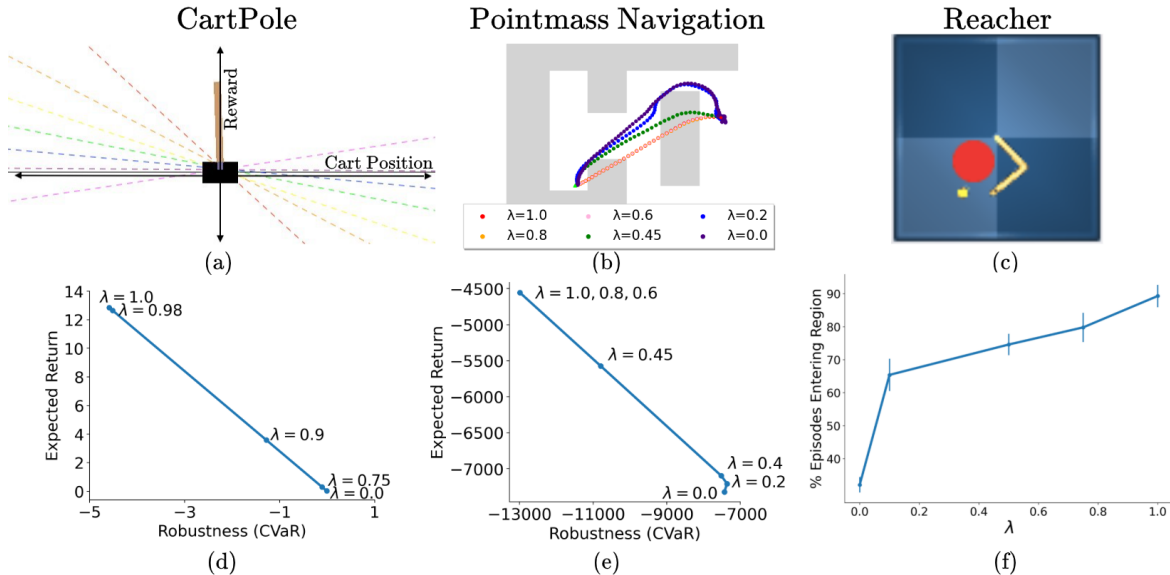 CartPole
Pointmass Navigation
Reacher
Reward
Cart Position
λ=1.0
λ=0.6
λ=0.2
λ=0.8
λ=0.45
λ=0.0
(a)
(b)
(c)
14
12
10
8
6
4
2
0
Expected Return
λ = 1.0
λ = 0.98
λ = 0.9
λ = 0.75
λ = 0.0
-5
-3
-1
1
Robustness (CVaR)
(d)
−4500
−5000
−5500
−6000
−6500
−7000
Expected Return
λ = 1.0, 0.8, 0.6
λ = 0.45
λ = 0.4
λ = 0.2
λ = 0.0
−13000
−11000
−9000
−7000
Robustness (CVaR)
(e)
90
80
70
60
50
40
% Episodes Entering Region
0.0
0.2
0.4
0.6
0.8
1.0
λ
(f)